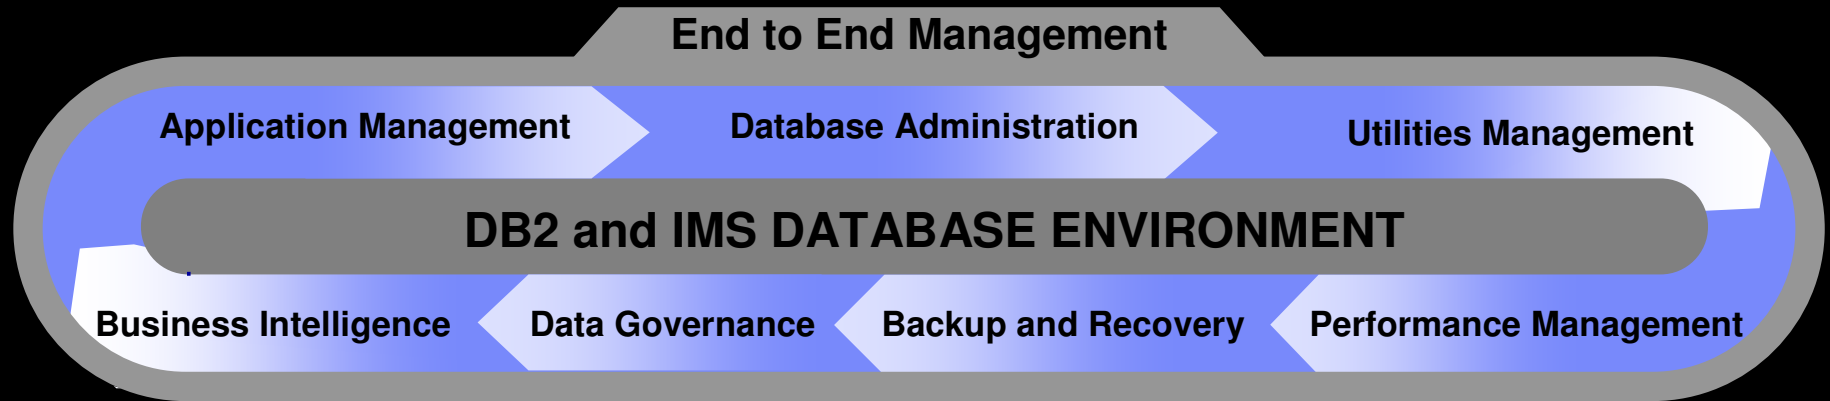 End to End Management
Application Management
Database Administration
Utilities Management
DB2 and IMS DATABASE ENVIRONMENT
Business Intelligence
Data Governance
Backup and Recovery
Performance Management